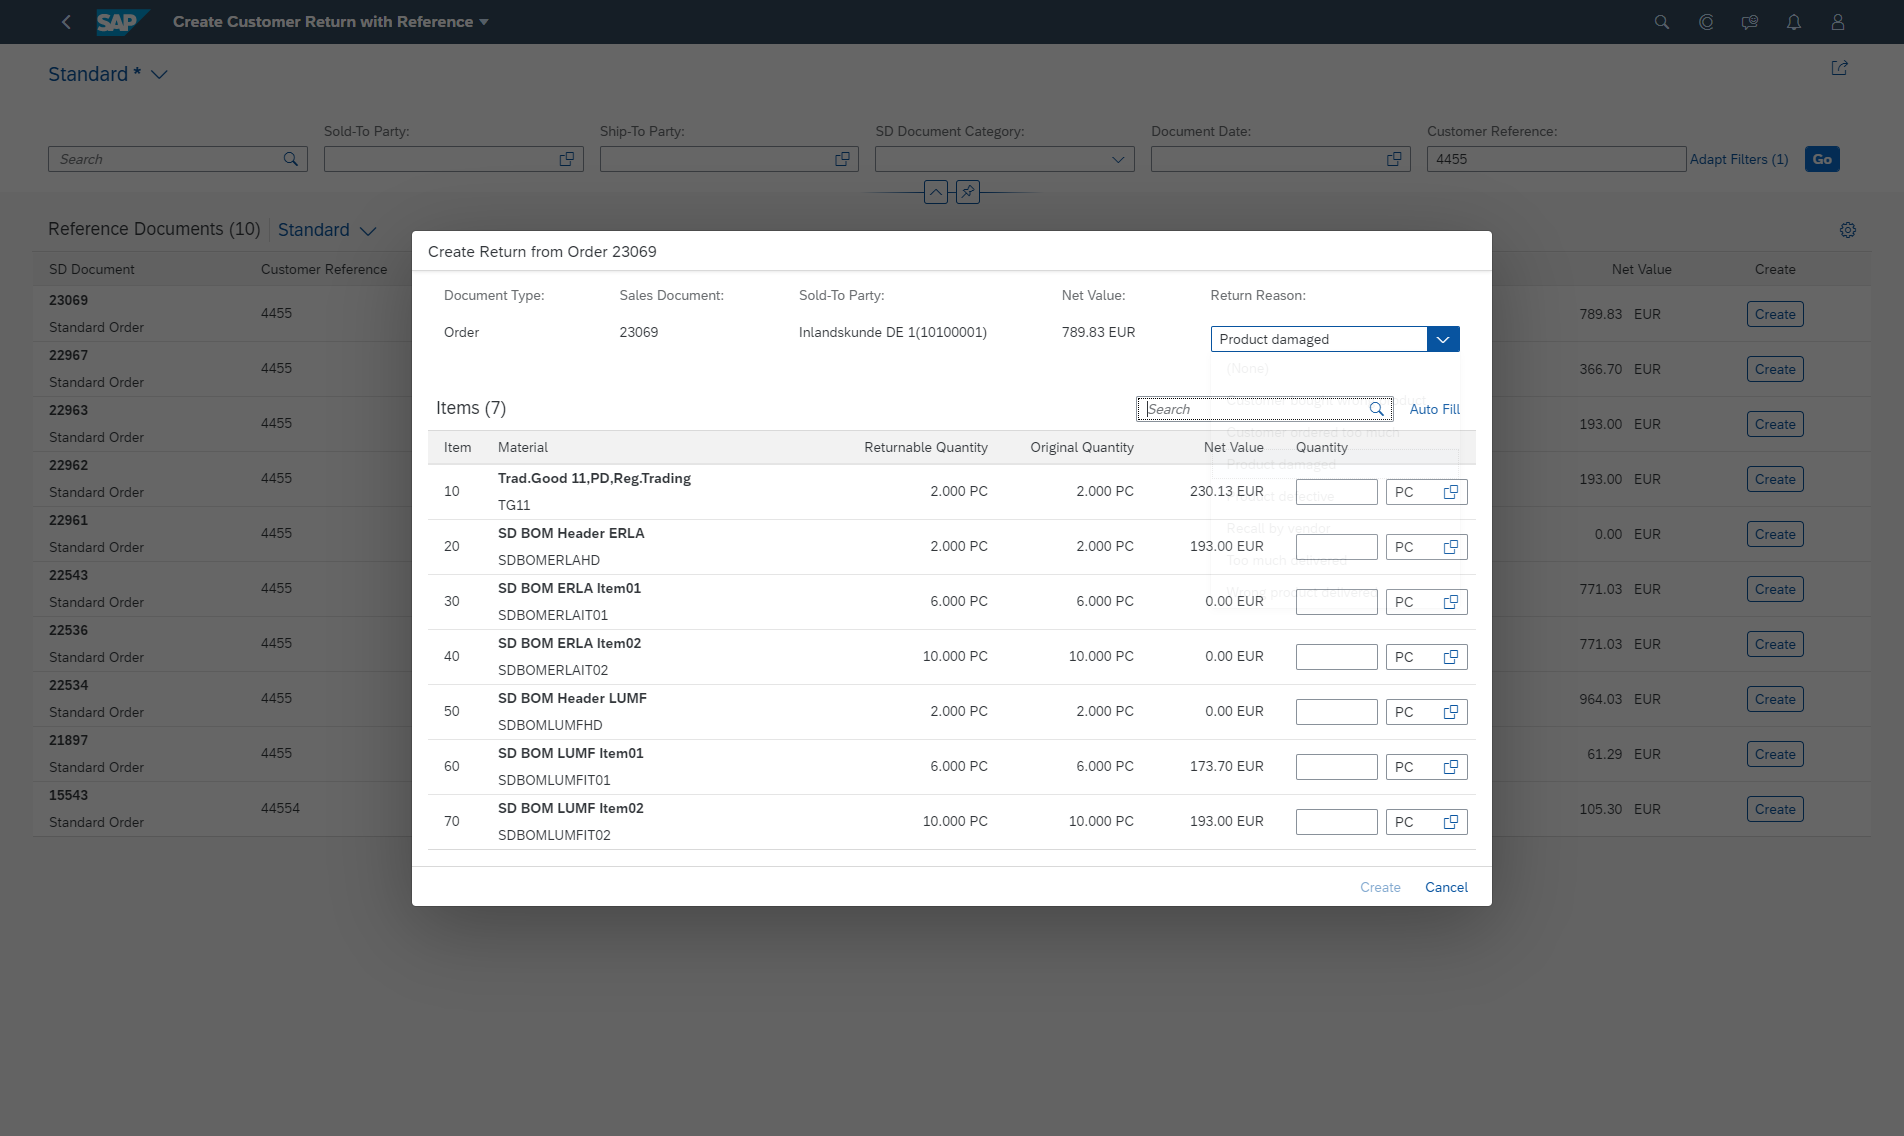 SAP Create Customer Return with Reference
Standard *
Sold-To Party: Ship-To Party: SD Document Category: Document Date: Customer Reference:
Search 4455 Adapt Filters (1) Go
Reference Documents (10) Standard
SD Document Customer Reference Net Value Create
23069
Standard Order 4455 789.83 EUR Create
22967
Standard Order 4455 366.70 EUR Create
22963
Standard Order 4455 193.00 EUR Create
22962
Standard Order 4455 193.00 EUR Create
22961
Standard Order 4455 0.00 EUR Create
22543
Standard Order 4455 771.03 EUR Create
22536
Standard Order 4455 771.03 EUR Create
22534
Standard Order 4455 964.03 EUR Create
21897
Standard Order 4455 61.29 EUR Create
15543
Standard Order 44554 105.30 EUR Create
Create Return from Order 23069
Document Type: Sales Document: Sold-To Party: Net Value: Return Reason:
Order 23069 Inlandskunde DE 1(10100001) 789.83 EUR Product damaged
(None)
Customer ordered too much
Product damaged
defective
Recall by vendor
Too much delivered
Wrong product delivered
Items (7) Search Auto Fill
Item Material Returnable Quantity Original Quantity Net Value Quantity
10 Trad.Good 11,PD,Reg.Trading 2.000 PC 2.000 PC 230.13 EUR PC
TG11
20 SD BOM Header ERLA 2.000 PC 2.000 PC 193.00 EUR PC
SDBOMERLAHD
30 SD BOM ERLA Item01 6.000 PC 6.000 PC 0.00 EUR PC
SDBOMERLAIT01
40 SD BOM ERLA Item02 10.000 PC 10.000 PC 0.00 EUR PC
SDBOMERLAIT02
50 SD BOM Header LUMF 2.000 PC 2.000 PC 0.00 EUR PC
SDBOMLUMFHD
60 SD BOM LUMF Item01 6.000 PC 6.000 PC 173.70 EUR PC
SDBOMLUMFIT01
70 SD BOM LUMF Item02 10.000 PC 10.000 PC 193.00 EUR PC
SDBOMLUMFIT02
Create Cancel